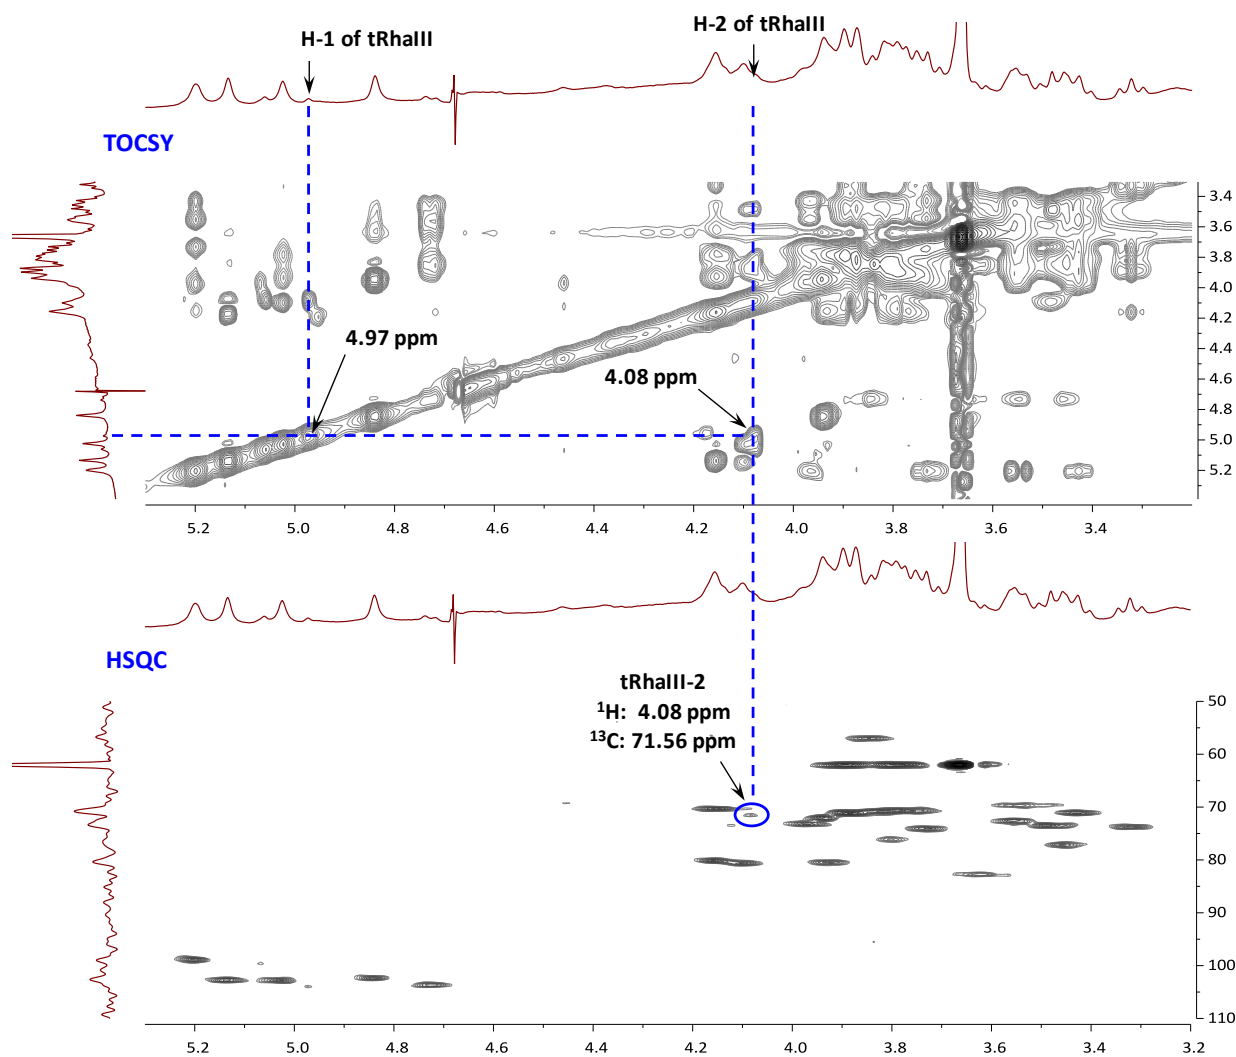 H-1 of tRhaIII
H-2 of tRhaIII
TOCSY
3.4
3.6
3.8
4.0
4.2
4.4
4.6
4.8
5.0
5.2
4.97 ppm
4.08 ppm
5.2 5.0 4.8 4.6 4.4 4.2 4.0 3.8 3.6 3.4
HSQC
tRhaIII-2
¹H: 4.08 ppm
¹³C: 71.56 ppm
50
60
70
80
90
100
110
5.2 5.0 4.8 4.6 4.4 4.2 4.0 3.8 3.6 3.4 3.2